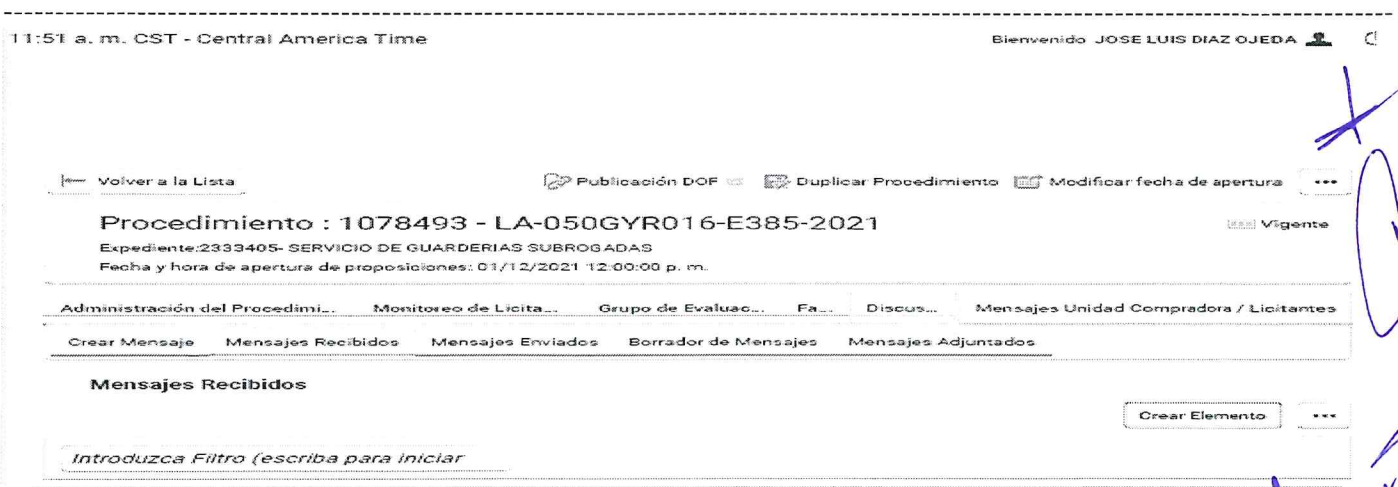 11:51 a. m. CST - Central America Time
Bienvenido JOSE LUIS DIAZ OJEDA
Volver a la Lista
Publicación DOF
Duplicar Procedimiento
Modificar fecha de apertura
...
Procedimiento : 1078493 - LA-050GYR016-E385-2021
Vigente
Expediente:2333405- SERVICIO DE GUARDERIAS SUBROGADAS
Fecha y hora de apertura de proposiciones: 01/12/2021 12:00:00 p. m.
Administración del Procedimi... Monitoreo de Licita... Grupo de Evaluac... Fa... Discus... Mensajes Unidad Compradora / Licitantes
Crear Mensaje Mensajes Recibidos Mensajes Enviados Borrador de Mensajes Mensajes Adjuntados
Mensajes Recibidos
Crear Elemento ...
Introduzca Filtro (escriba para iniciar